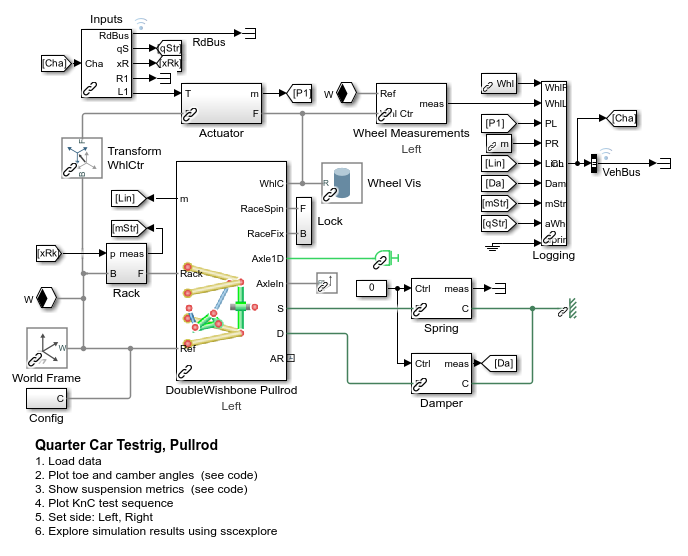 Inputs
RdBus
qS
xR
R1
L1
Cha
[Cha]
RdBus
[qStr]
[xRk]
T
m
F
Actuator
[P1]
W
Ref
Whl Ctr
meas
Wheel Measurements
Left
Whl
[P1]
m
[Lin]
[Da]
[mStr]
[qStr]
WhlF
WhlL
PL
PR
Lin
Ch
Dam
mStr
aWh
Sprin
Logging
[Cha]
VehBus
F
B
Transform
WhlCtr
[Lin]
[mStr]
[xRk]
p meas
B
F
Rack
W
W
World Frame
C
Config
m
Rack
Ref
WhlC
RaceSpin
RaceFix
Axle1D
AxleIn
S
D
AR
DoubleWishbone Pullrod
Left
R
Wheel Vis
F
B
Lock
0
Ctrl
meas
F
C
Spring
Ctrl
meas
F
C
Damper
[Da]
Quarter Car Testrig, Pullrod
1. Load data
2. Plot toe and camber angles (see code)
3. Show suspension metrics (see code)
4. Plot KnC test sequence
5. Set side: Left, Right
6. Explore simulation results using sscexplore